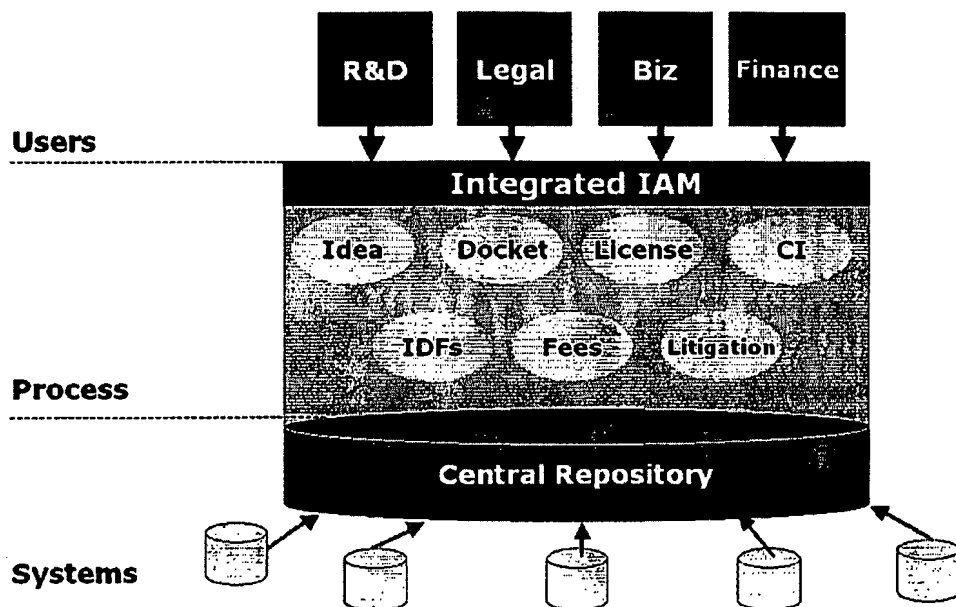 R&D
Legal
Biz
Finance
Users
Integrated IAM
Idea
Docket
License
CI
IDFs
Fees
Litigation
Process
Central Repository
Systems